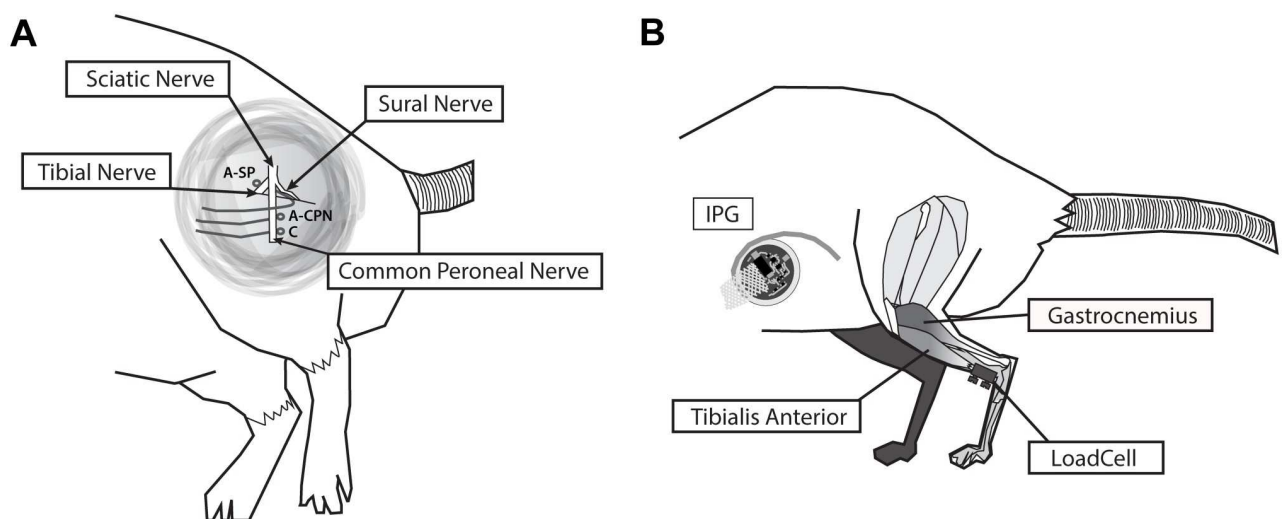 A
Sciatic Nerve
Sural Nerve
Tibial Nerve
A-SP
A-CPN
C
Common Peroneal Nerve
B
IPG
Gastrocnemius
Tibialis Anterior
LoadCell